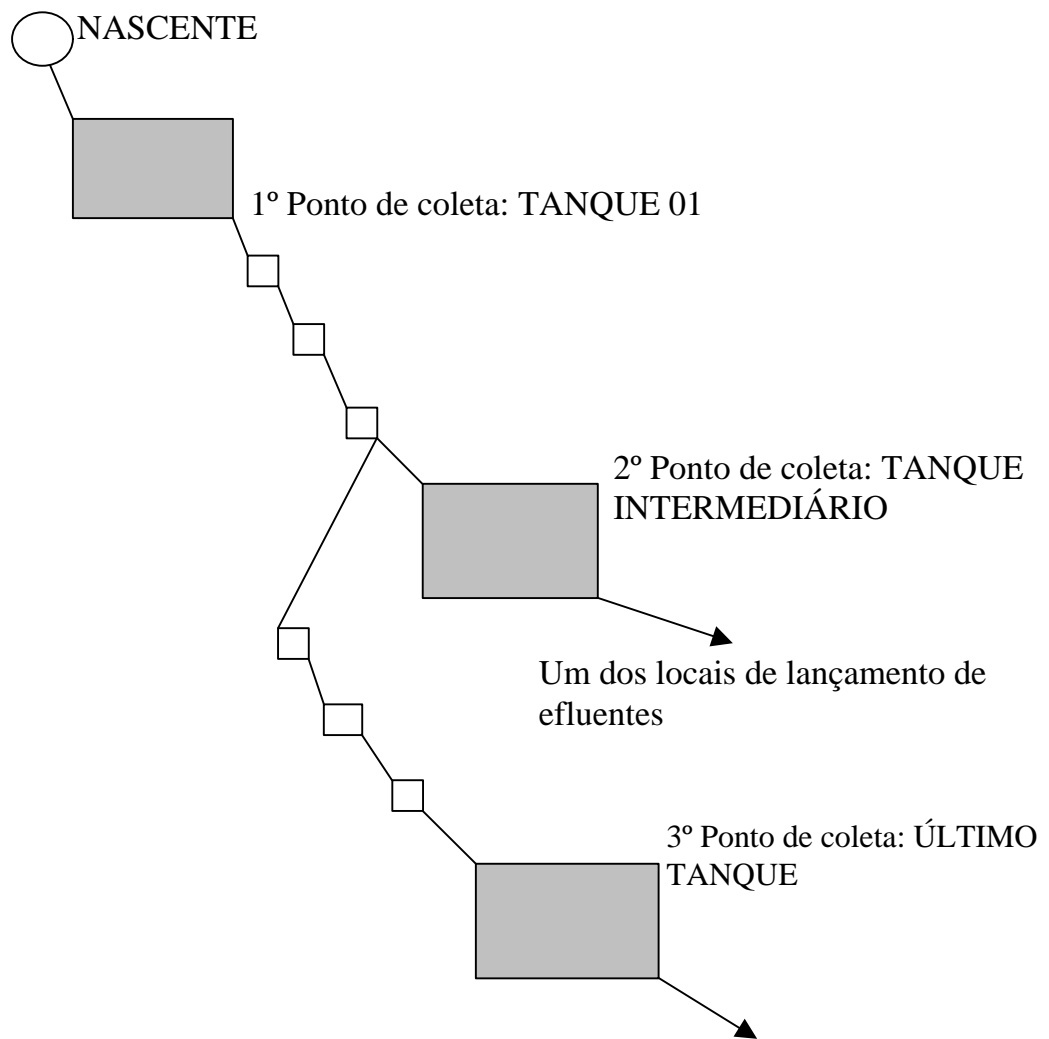 NASCENTE
1º Ponto de coleta: TANQUE 01
2º Ponto de coleta: TANQUE
INTERMEDIÁRIO
Um dos locais de lançamento de
efluentes
3º Ponto de coleta: ÚLTIMO
TANQUE